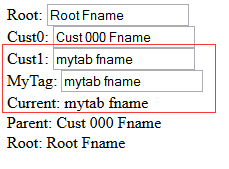 Root: Root Fname
Cust0: Cust 000 Fname
Cust1: mytab fname
MyTag: mytab fname
Current: mytab fname
Parent: Cust 000 Fname
Root: Root Fname